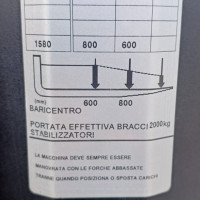 1580 800 600
(mm) 600 800
BARICENTRO
PORTATA EFFETTIVA BRACCI 2000kg
STABILIZZATORI
LA MACCHINA DEVE SEMPRE ESSERE
MANOVRATA CON LE FORCHE ABBASSATE
QUANDO POSIZIONA O SPOSTA CARICHI